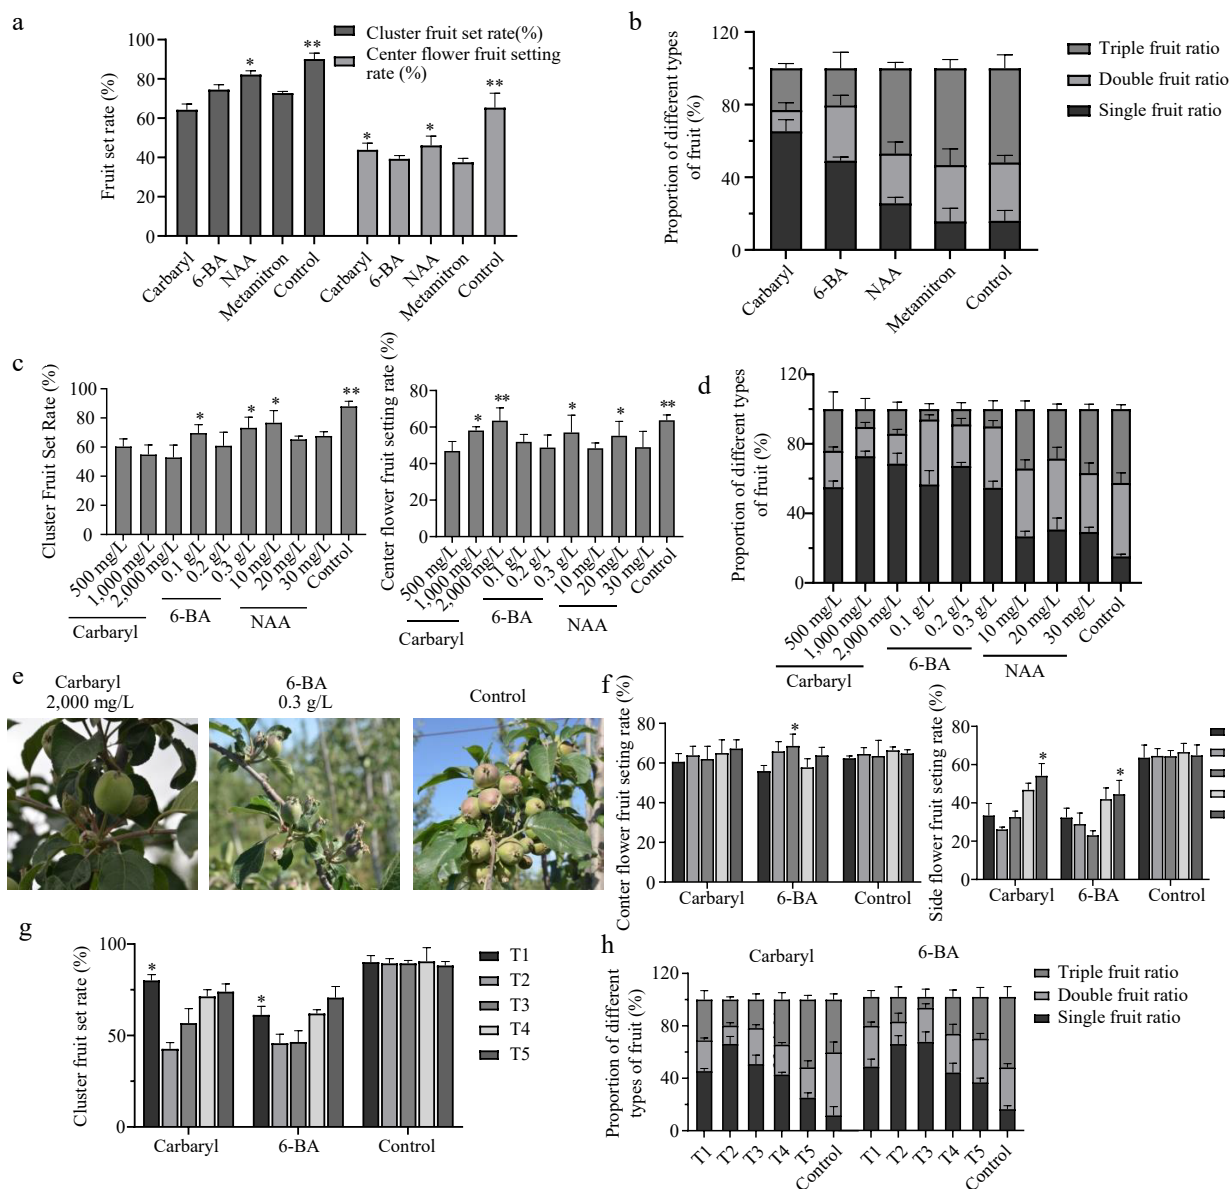 a
Fruit set rate (%)
100
80
60
40
20
0
Cluster fruit set rate(%)
Center flower fruit setting
rate (%)
* ** * * **
Carbaryl 6-BA NAA Metamitron Control Carbaryl 6-BA NAA Metamitron Control
b
Proportion of different types
of fruit (%)
120
80
40
0
Triple fruit ratio
Double fruit ratio
Single fruit ratio
Carbaryl 6-BA NAA Metamitron Control
c
Cluster Fruit Set Rate (%)
100
80
60
40
20
0
* * * **
500 mg/L 1,000 mg/L 2,000 mg/L 0.1 g/L 0.2 g/L 0.3 g/L 10 mg/L 20 mg/L 30 mg/L Control
Carbaryl 6-BA NAA
Center flower fruit setting rate (%)
80
60
40
20
0
* ** * * **
500 mg/L 1,000 mg/L 2,000 mg/L 0.1 g/L 0.2 g/L 0.3 g/L 10 mg/L 20 mg/L 30 mg/L Control
Carbaryl 6-BA NAA
d
Proportion of different types
of fruit (%)
120
80
40
0
500 mg/L 1,000 mg/L 2,000 mg/L 0.1 g/L 0.2 g/L 0.3 g/L 10 mg/L 20 mg/L 30 mg/L Control
Carbaryl 6-BA NAA
e
Carbaryl
2,000 mg/L
6-BA
0.3 g/L
Control
f
Conter flower fruit seting rate (%)
80
60
40
20
0
*
Carbaryl 6-BA Control
Side flower fruit seting rate (%)
80
60
40
20
0
* *
Carbaryl 6-BA Control
g
Cluster fruit set rate (%)
100
50
0
* *
Carbaryl 6-BA Control
T1
T2
T3
T4
T5
h
Carbaryl 6-BA
Proportion of different
types of fruit (%)
120
80
40
0
Triple fruit ratio
Double fruit ratio
Single fruit ratio
T1 T2 T3 T4 T5 Control T1 T2 T3 T4 T5 Control